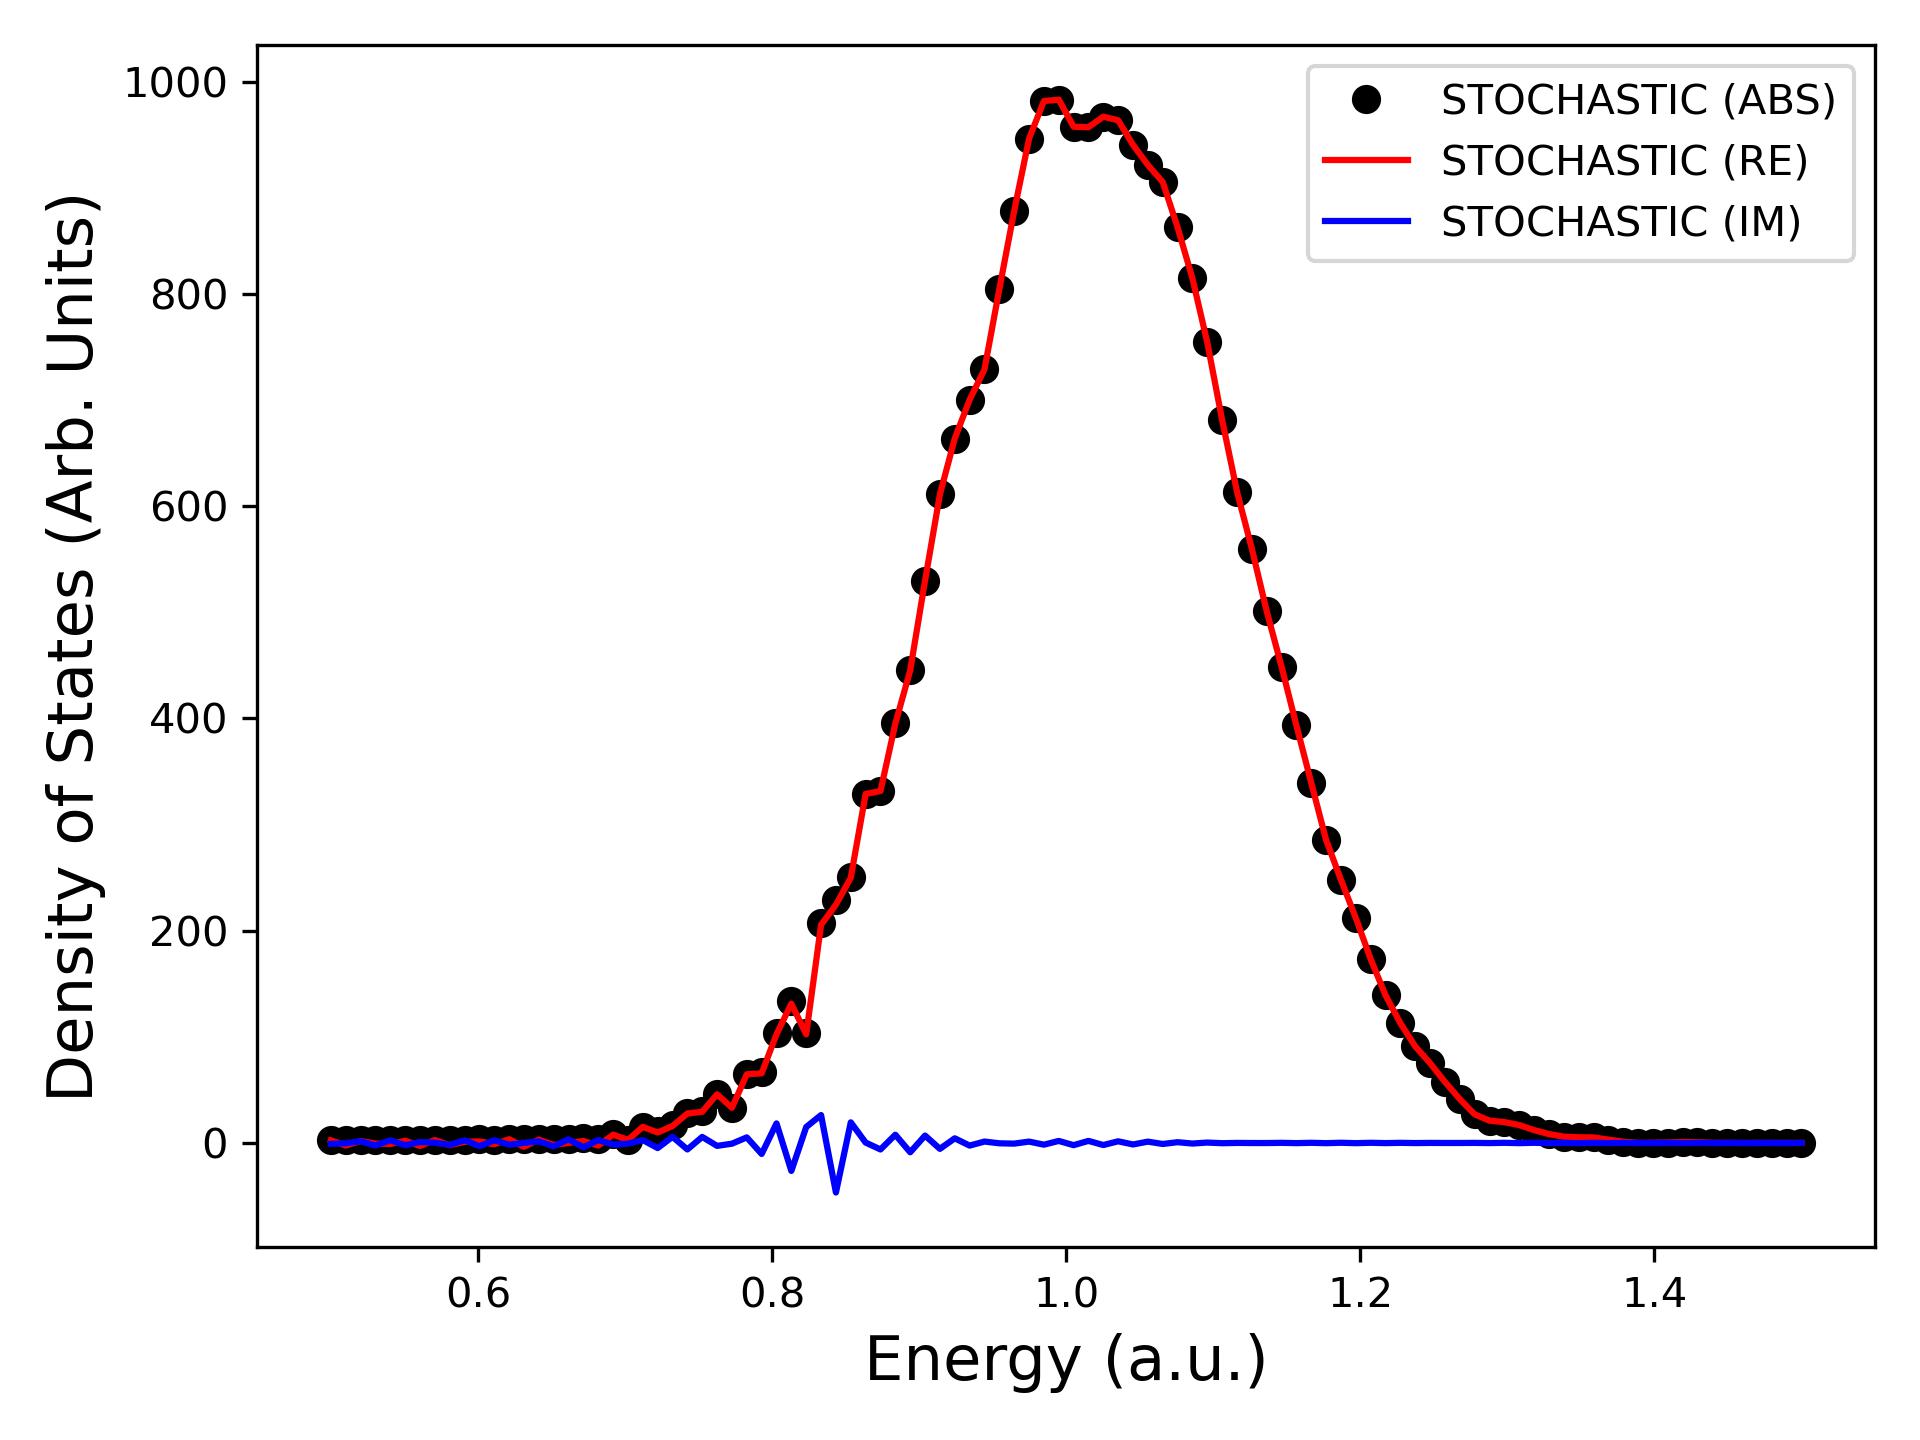 STOCHASTIC (ABS)
STOCHASTIC (RE)
STOCHASTIC (IM)
Density of States (Arb. Units)
1000
800
600
400
200
0
0.6 0.8 1.0 1.2 1.4
Energy (a.u.)